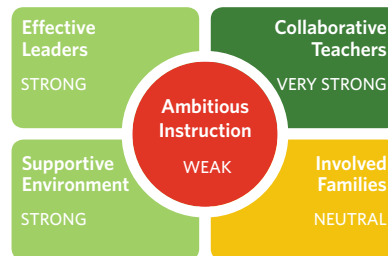 Effective
Leaders
STRONG
Collaborative
Teachers
VERY STRONG
Ambitious
Instruction
WEAK
Supportive
Environment
STRONG
Involved
Families
NEUTRAL